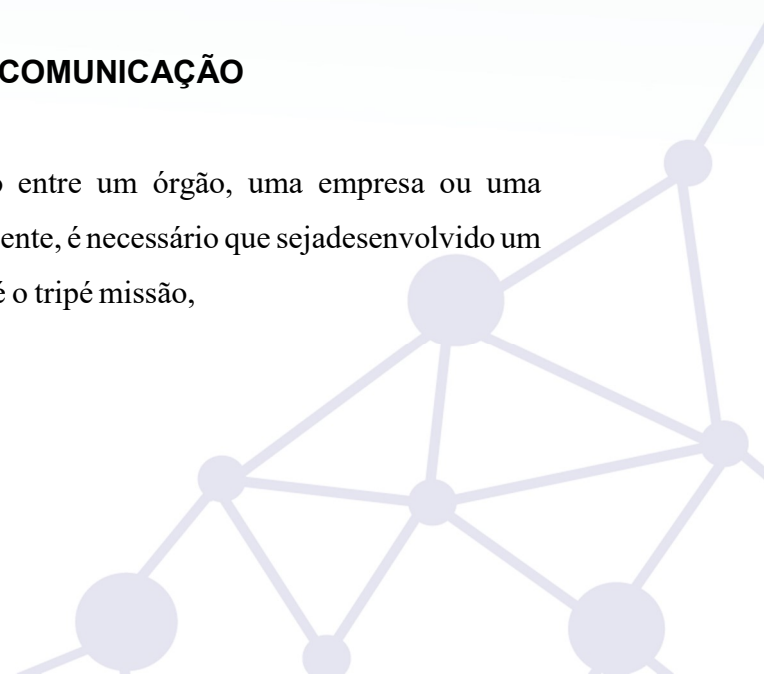 COMUNICAÇÃO
o entre um órgão, uma empresa ou uma
ente, é necessário que sejadesenvolvido um
é o tripé missão,